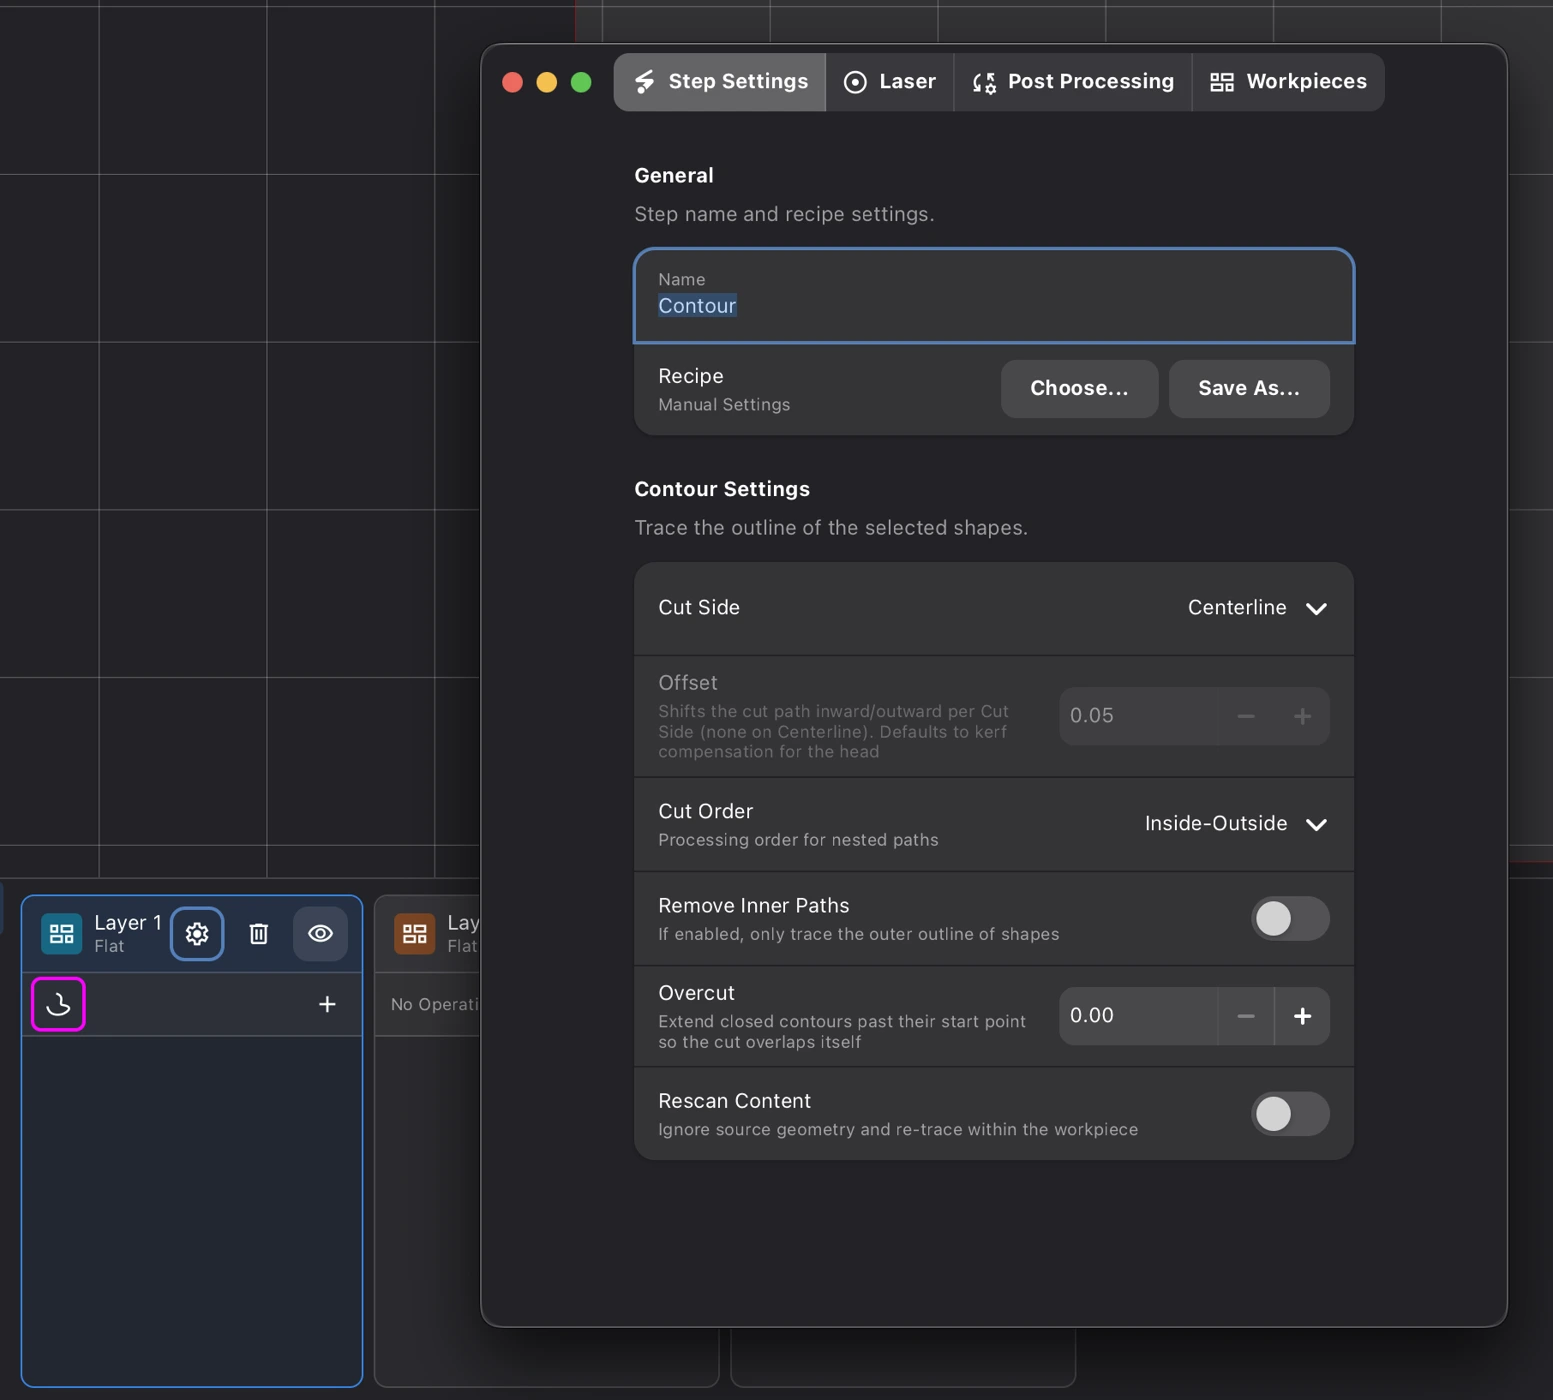 Step Settings
Laser
Post Processing
Workpieces
General
Step name and recipe settings.
Name
Contour
Recipe
Manual Settings
Choose...
Save As...
Contour Settings
Trace the outline of the selected shapes.
Cut Side
Centerline
Offset
Shifts the cut path inward/outward per Cut
Side (none on Centerline). Defaults to kerf
compensation for the head
0.05
Cut Order
Processing order for nested paths
Inside-Outside
Remove Inner Paths
If enabled, only trace the outer outline of shapes
Overcut
Extend closed contours past their start point
so the cut overlaps itself
0.00
Rescan Content
Ignore source geometry and re-trace within the workpiece
Layer 1
Flat
Lay
Flat
No Operati